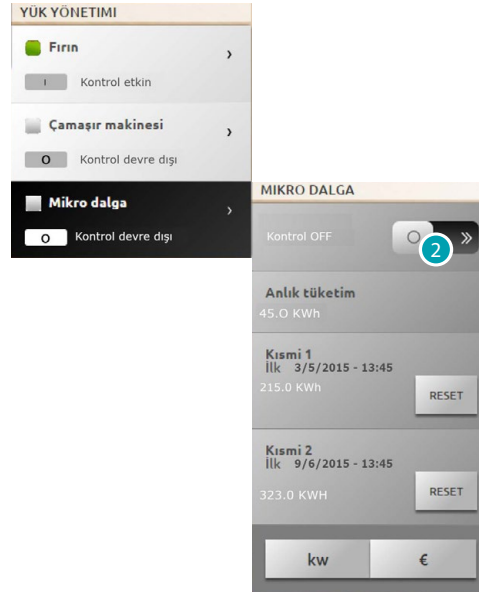 YÜK YÖNETIMI
Fırın
I Kontrol etkin
Çamaşır makinesi
O Kontrol devre dışı
Mikro dalga
O Kontrol devre dışı
MIKRO DALGA
Kontrol OFF
2
Anlık tüketim
45.O KWh
Kısmi 1
İlk 3/5/2015 - 13:45
215.0 KWh
RESET
Kısmi 2
İlk 9/6/2015 - 13:45
323.0 KWH
RESET
kw €